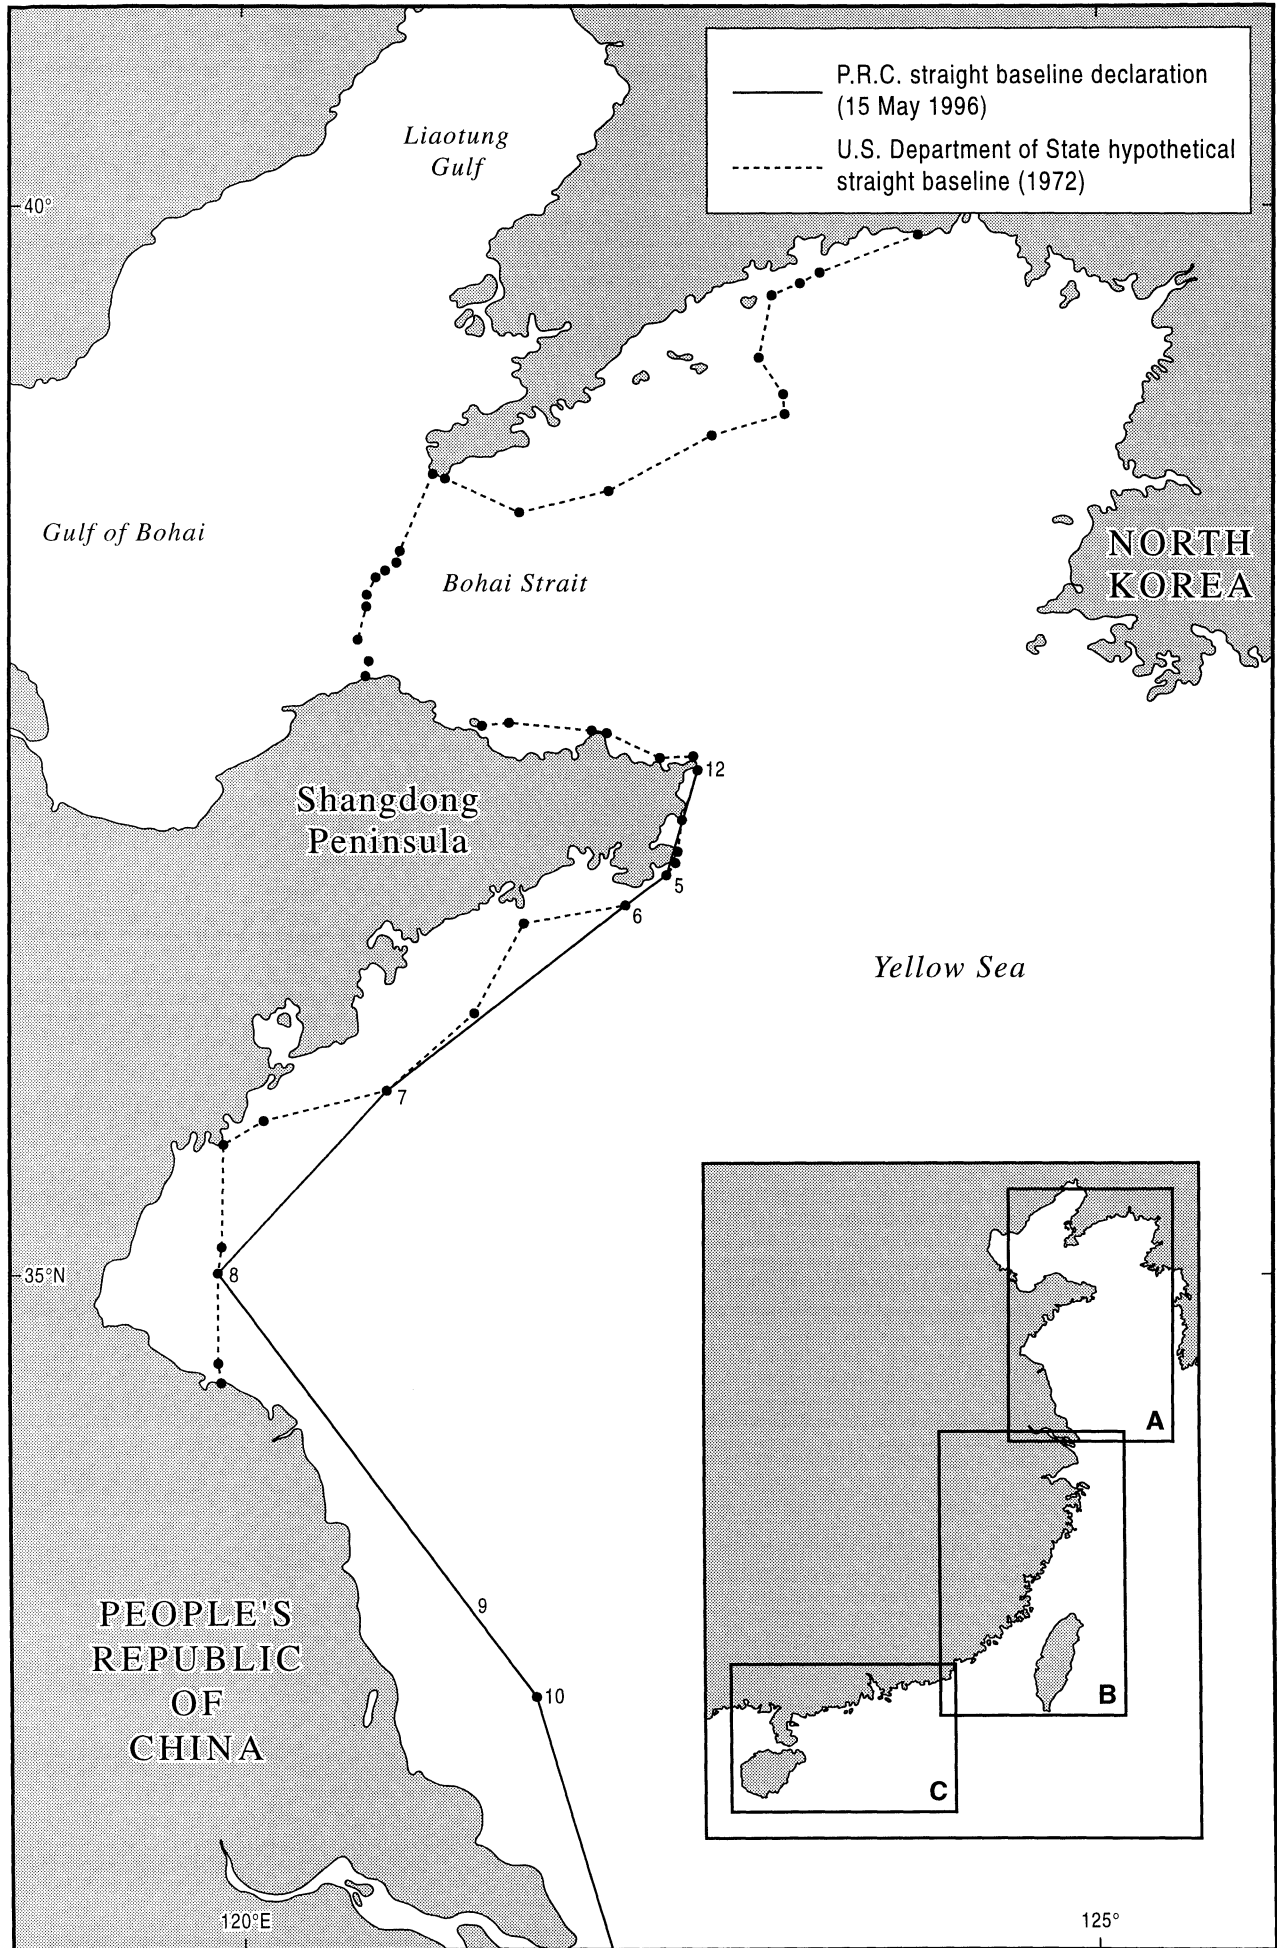 P.R.C. straight baseline declaration
(15 May 1996)
U.S. Department of State hypothetical
straight baseline (1972)
Liaotung
Gulf
40°
Gulf of Bohai
NORTH
KOREA
Bohai Strait
12
Shangdong
Peninsula
5
6
Yellow Sea
7
35°N
8
A
9
PEOPLE'S
REPUBLIC
OF
CHINA
10
B
C
120°E
125°